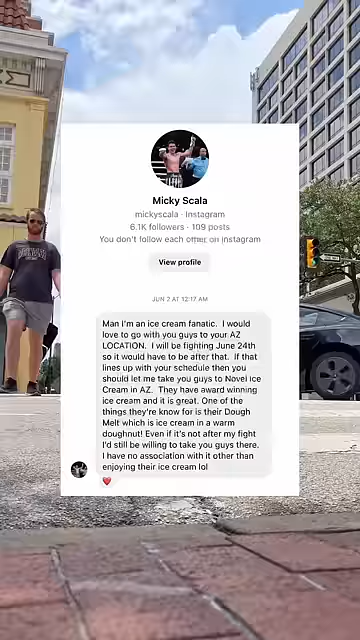 Micky Scala
mickyscala · Instagram
6.1K followers · 109 posts
You don't follow each other on Instagram
View profile
JUN 2 AT 12:17 AM
Man I'm an ice cream fanatic. I would
love to go with you guys to your AZ
LOCATION. I will be fighting June 24th
so it would have to be after that. If that
lines up with your schedule then you
should let me take you guys to Novel Ice
Cream in AZ. They have award winning
ice cream and it is great. One of the
things they're know for is their Dough
Melt which is ice cream in a warm
doughnut! Even if it's not after my fight
I'd still be willing to take you guys there.
I have no association with it other than
enjoying their ice cream lol